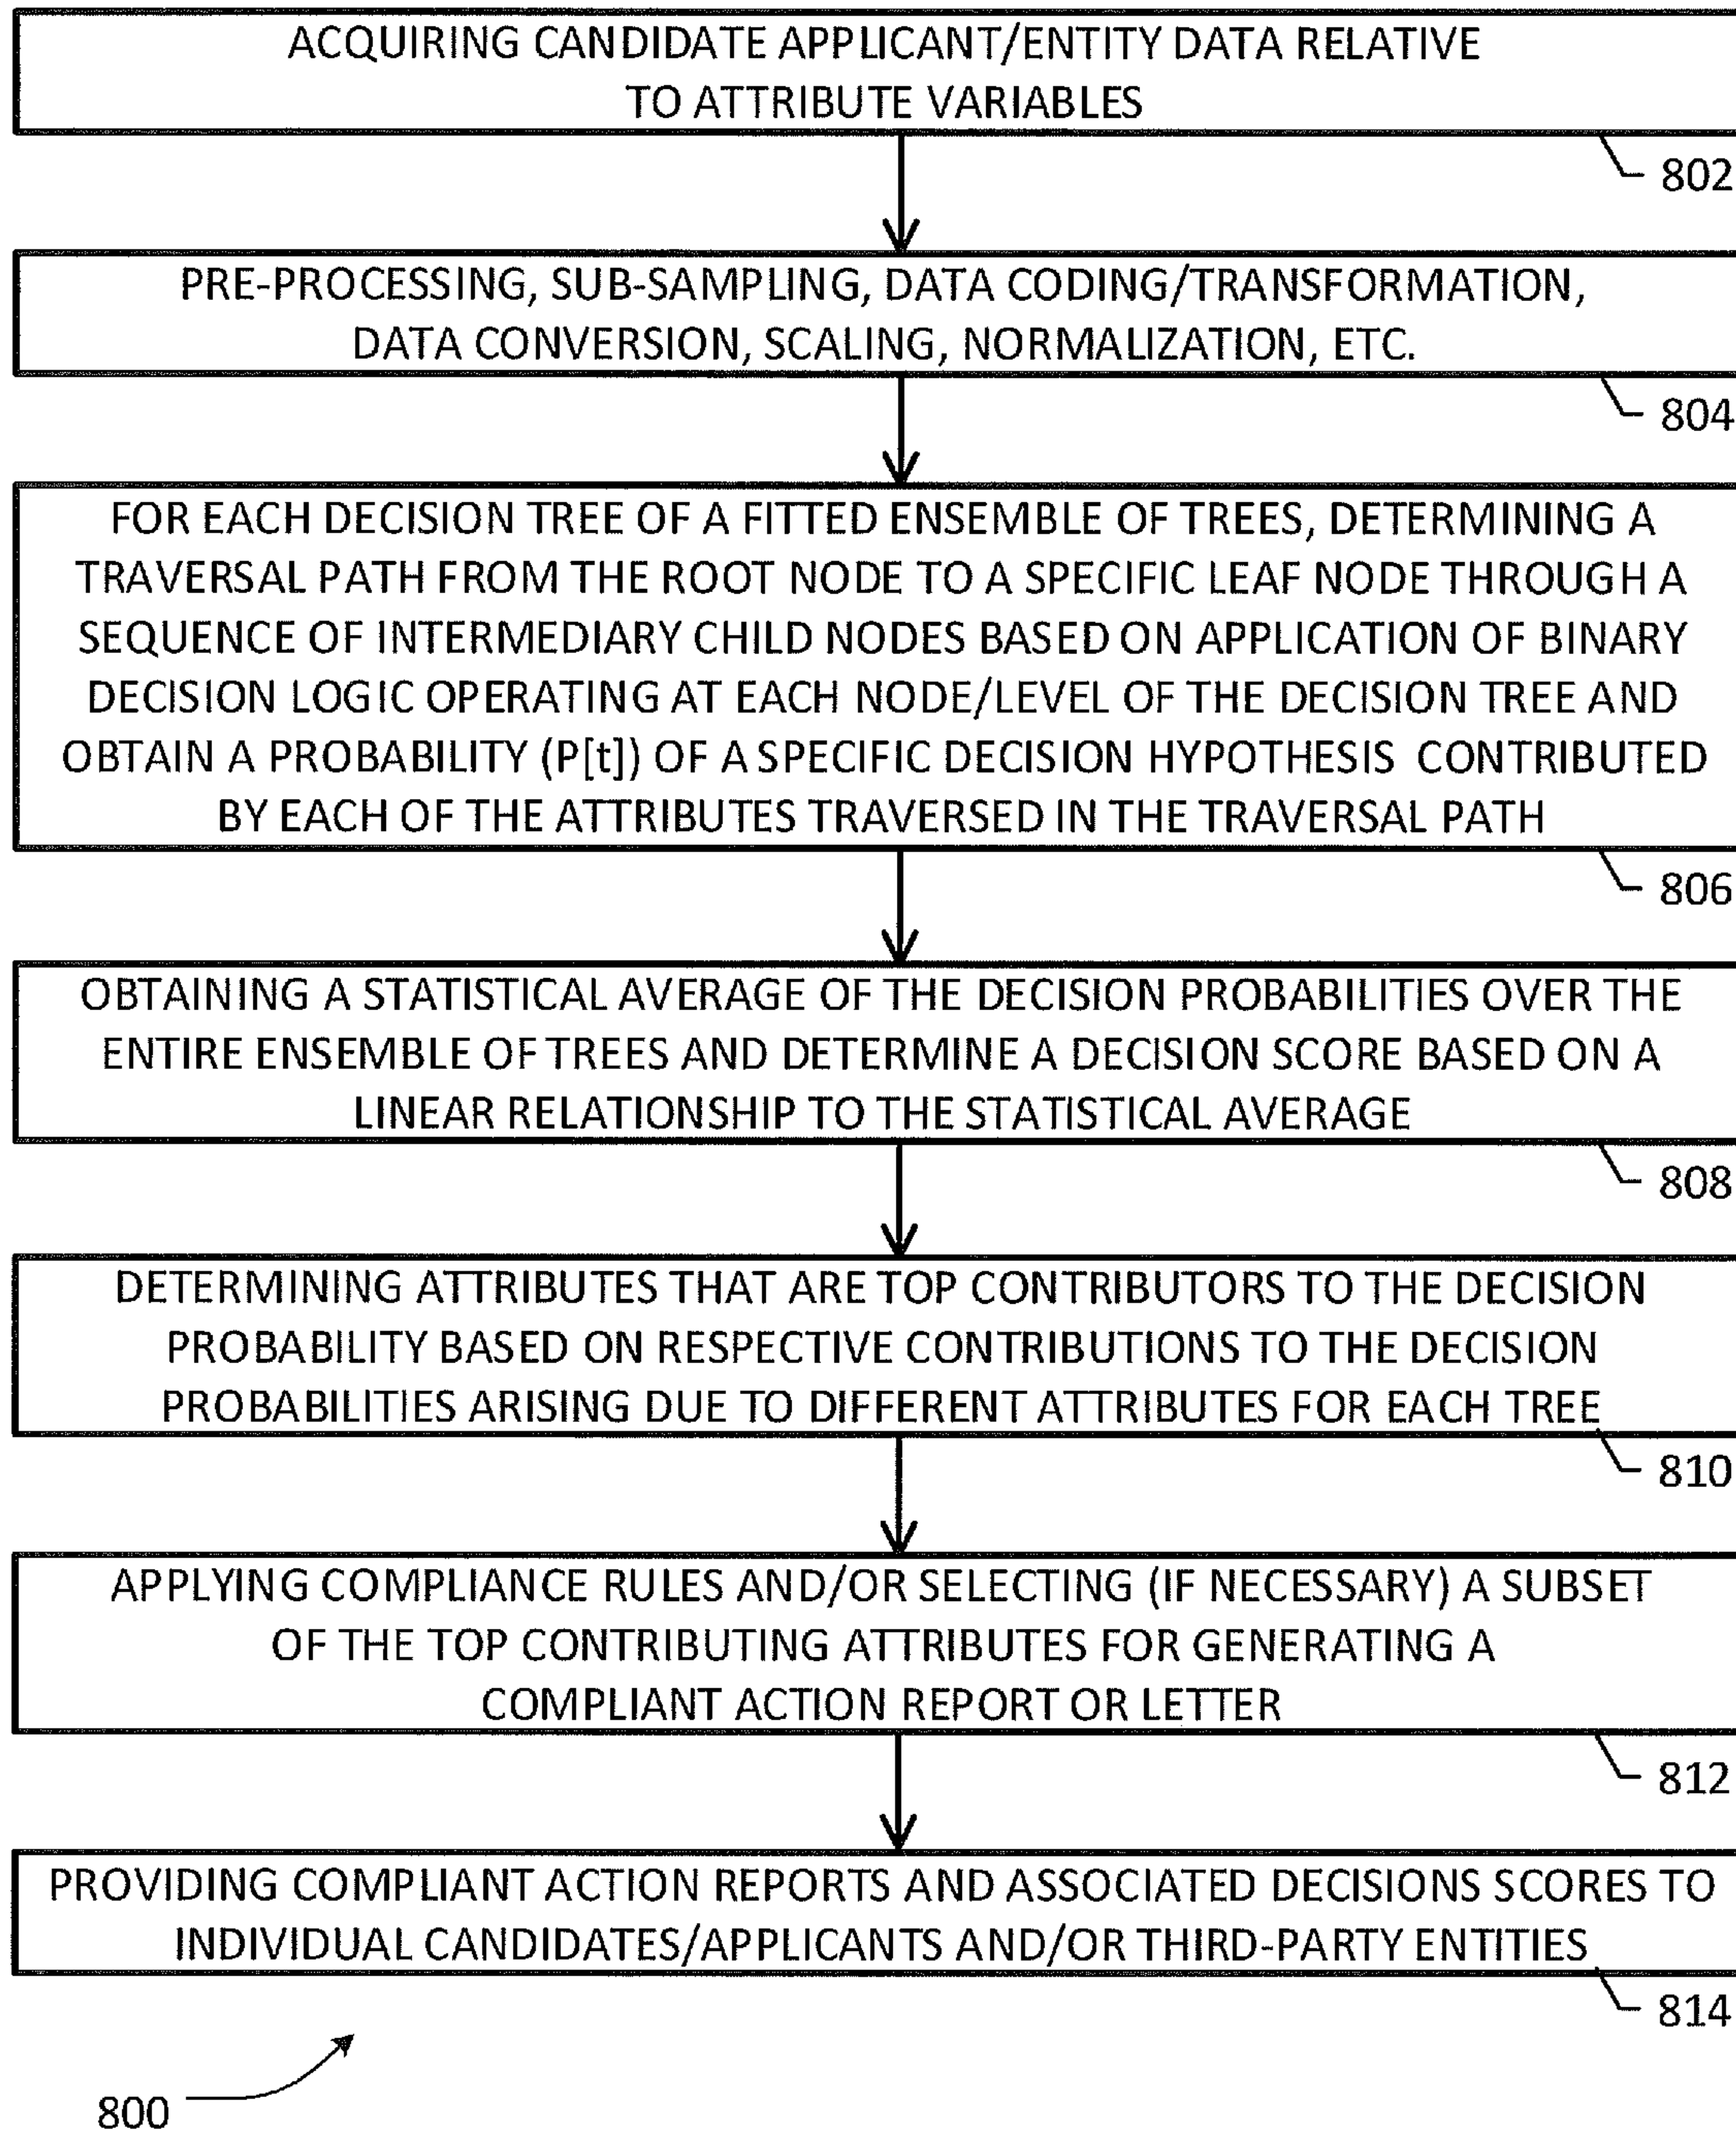 ACQUIRING CANDIDATE APPLICANT/ENTITY DATA RELATIVE
TO ATTRIBUTE VARIABLES
802
PRE-PROCESSING, SUB-SAMPLING, DATA CODING/TRANSFORMATION,
DATA CONVERSION, SCALING, NORMALIZATION, ETC.
804
FOR EACH DECISION TREE OF A FITTED ENSEMBLE OF TREES, DETERMINING A
TRAVERSAL PATH FROM THE ROOT NODE TO A SPECIFIC LEAF NODE THROUGH A
SEQUENCE OF INTERMEDIARY CHILD NODES BASED ON APPLICATION OF BINARY
DECISION LOGIC OPERATING AT EACH NODE/LEVEL OF THE DECISION TREE AND
OBTAIN A PROBABILITY (P[t]) OF A SPECIFIC DECISION HYPOTHESIS CONTRIBUTED
BY EACH OF THE ATTRIBUTES TRAVERSED IN THE TRAVERSAL PATH
806
OBTAINING A STATISTICAL AVERAGE OF THE DECISION PROBABILITIES OVER THE
ENTIRE ENSEMBLE OF TREES AND DETERMINE A DECISION SCORE BASED ON A
LINEAR RELATIONSHIP TO THE STATISTICAL AVERAGE
808
DETERMINING ATTRIBUTES THAT ARE TOP CONTRIBUTORS TO THE DECISION
PROBABILITY BASED ON RESPECTIVE CONTRIBUTIONS TO THE DECISION
PROBABILITIES ARISING DUE TO DIFFERENT ATTRIBUTES FOR EACH TREE
810
APPLYING COMPLIANCE RULES AND/OR SELECTING (IF NECESSARY) A SUBSET
OF THE TOP CONTRIBUTING ATTRIBUTES FOR GENERATING A
COMPLIANT ACTION REPORT OR LETTER
812
PROVIDING COMPLIANT ACTION REPORTS AND ASSOCIATED DECISIONS SCORES TO
INDIVIDUAL CANDIDATES/APPLICANTS AND/OR THIRD-PARTY ENTITIES
814
800